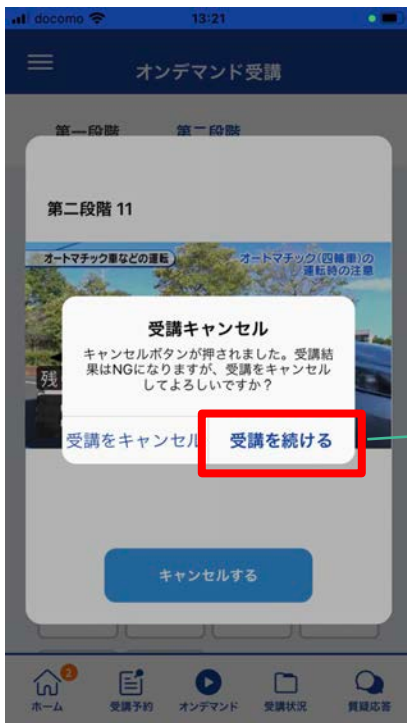 docomo 13:21
オンデマンド受講
第一段階 第二段階
第二段階 11
オートマチック車などの運転
オートマチック(四輪車)の
運転時の注意
残
受講キャンセル
キャンセルボタンが押されました。受講結
果はNGになりますが、受講をキャンセル
してよろしいですか？
受講をキャンセル 受講を続ける
キャンセルする
2
ホーム 受講予約 オンデマンド 受講状況 質疑応答